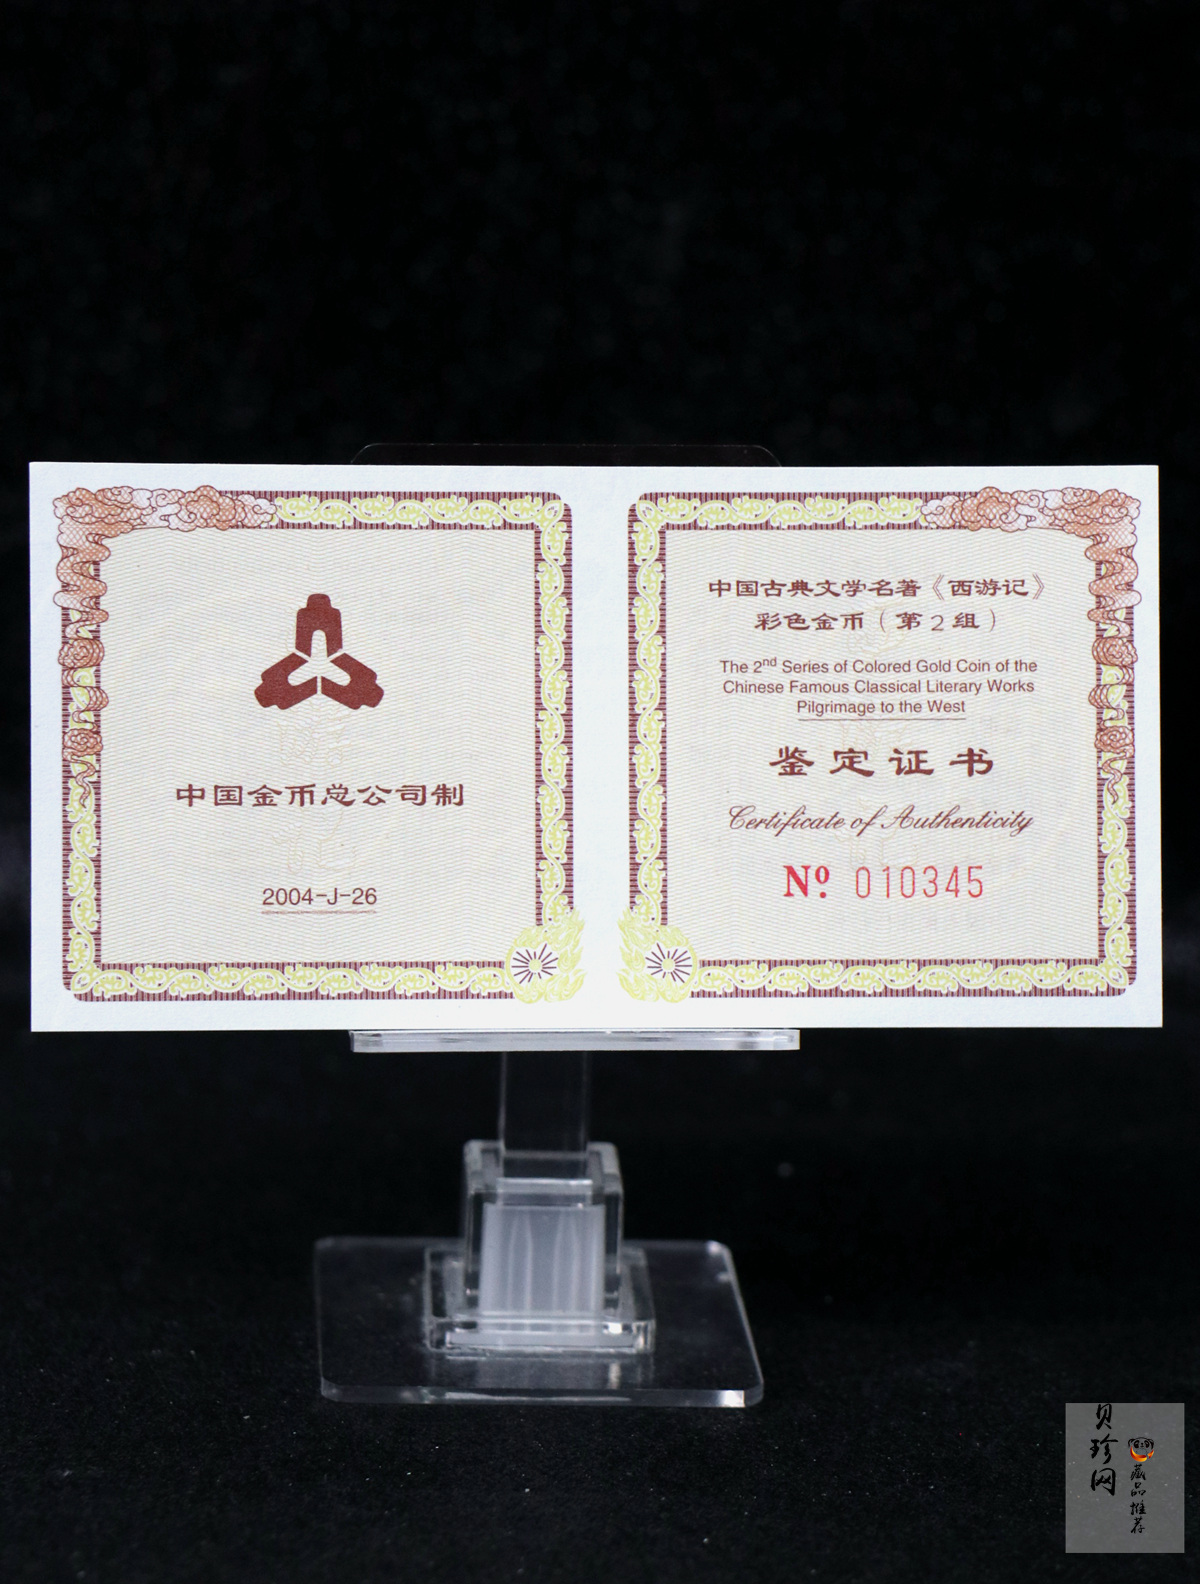 中国金币总公司制
2004-J-26
中国古典文学名著《西游记》
彩色金币（第2组）
The 2nd Series of Colored Gold Coin of the
Chinese Famous Classical Literary Works
Pilgrimage to the West
鉴定证书
Certificate of Authenticity
Nº 010345
贝珍网
藏品推荐